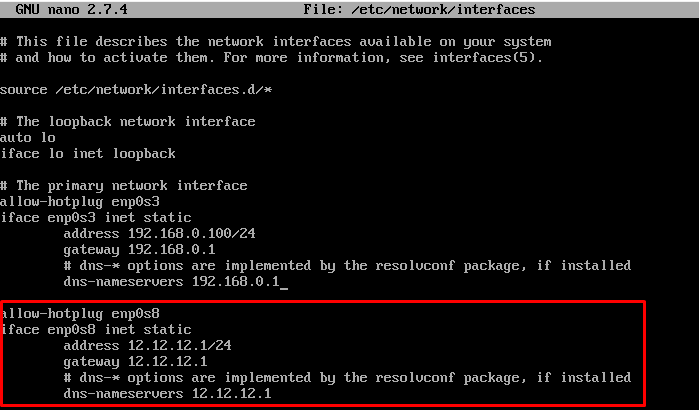 GNU nano 2.7.4 File: /etc/network/interfaces
# This file describes the network interfaces available on your system
# and how to activate them. For more information, see interfaces(5).
source /etc/network/interfaces.d/*
# The loopback network interface
auto lo
iface lo inet loopback
# The primary network interface
allow-hotplug enp0s3
iface enp0s3 inet static
address 192.168.0.100/24
gateway 192.168.0.1
# dns-* options are implemented by the resolvconf package, if installed
dns-nameservers 192.168.0.1_
allow-hotplug enp0s8
iface enp0s8 inet static
address 12.12.12.1/24
gateway 12.12.12.1
# dns-* options are implemented by the resolvconf package, if installed
dns-nameservers 12.12.12.1